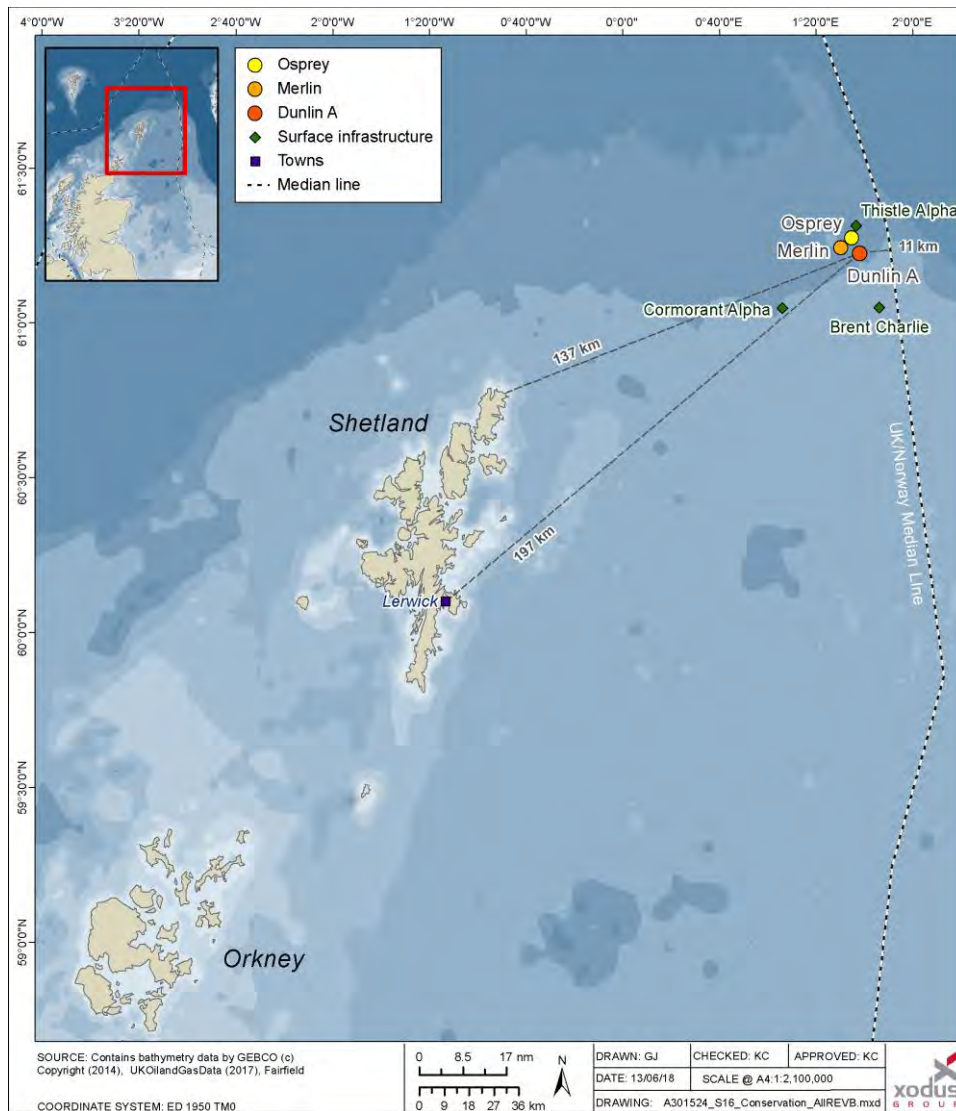 4°0'0"W 3°20'0"W 2°40'0"W 2°0'0"W 1°20'0"W 0°40'0"W 0°0'0" 0°40'0"E 1°20'0"E 2°0'0"E
Osprey
Merlin
Dunlin A
Surface infrastructure
Towns
Median line
61°30'0"N
Thistle Alpha
Osprey
Merlin
11 km
Dunlin A
61°0'0"N
Cormorant Alpha
Brent Charlie
137 km
Shetland
UK/Norway Median LIne
60°30'0"N
197 km
Lerwick
60°0'0"N
59°30'0"N
59°0'0"N
Orkney
SOURCE: Contains bathymetry data by GEBCO (c)
Copyright (2014), UKOilandGasData (2017), Fairfield
COORDINATE SYSTEM: ED 1950 TM0
0 8.5 17 nm
0 9 18 27 36 km
N
DRAWN: GJ
CHECKED: KC
APPROVED: KC
DATE: 13/06/18
SCALE @ A4:1:2,100,000
DRAWING: A301524_S16_Conservation_AllREVB.mxd
xodus
GROUP